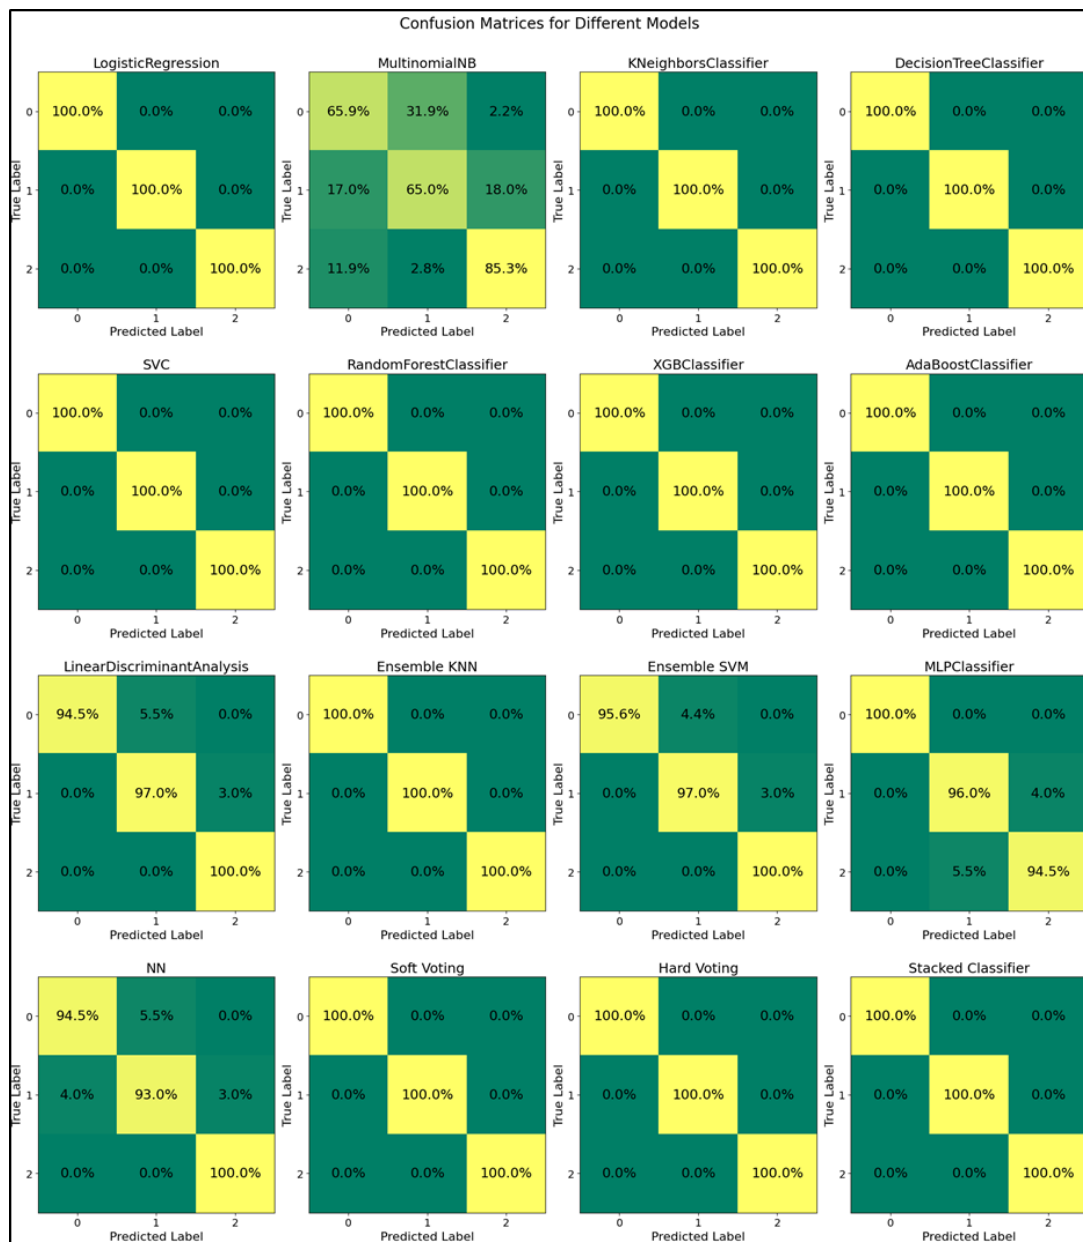 Confusion Matrices for Different Models
LogisticRegression
True Label
0 100.0% 0.0% 0.0%
1 0.0% 100.0% 0.0%
2 0.0% 0.0% 100.0%
0 1 2
Predicted Label
MultinomialNB
True Label
0 65.9% 31.9% 2.2%
1 17.0% 65.0% 18.0%
2 11.9% 2.8% 85.3%
0 1 2
Predicted Label
KNeighborsClassifier
True Label
0 100.0% 0.0% 0.0%
1 0.0% 100.0% 0.0%
2 0.0% 0.0% 100.0%
0 1 2
Predicted Label
DecisionTreeClassifier
True Label
0 100.0% 0.0% 0.0%
1 0.0% 100.0% 0.0%
2 0.0% 0.0% 100.0%
0 1 2
Predicted Label
SVC
True Label
0 100.0% 0.0% 0.0%
1 0.0% 100.0% 0.0%
2 0.0% 0.0% 100.0%
0 1 2
Predicted Label
RandomForestClassifier
True Label
0 100.0% 0.0% 0.0%
1 0.0% 100.0% 0.0%
2 0.0% 0.0% 100.0%
0 1 2
Predicted Label
XGBClassifier
True Label
0 100.0% 0.0% 0.0%
1 0.0% 100.0% 0.0%
2 0.0% 0.0% 100.0%
0 1 2
Predicted Label
AdaBoostClassifier
True Label
0 100.0% 0.0% 0.0%
1 0.0% 100.0% 0.0%
2 0.0% 0.0% 100.0%
0 1 2
Predicted Label
LinearDiscriminantAnalysis
True Label
0 94.5% 5.5% 0.0%
1 0.0% 97.0% 3.0%
2 0.0% 0.0% 100.0%
0 1 2
Predicted Label
Ensemble KNN
True Label
0 100.0% 0.0% 0.0%
1 0.0% 100.0% 0.0%
2 0.0% 0.0% 100.0%
0 1 2
Predicted Label
Ensemble SVM
True Label
0 95.6% 4.4% 0.0%
1 0.0% 97.0% 3.0%
2 0.0% 0.0% 100.0%
0 1 2
Predicted Label
MLPClassifier
True Label
0 100.0% 0.0% 0.0%
1 0.0% 96.0% 4.0%
2 0.0% 5.5% 94.5%
0 1 2
Predicted Label
NN
True Label
0 94.5% 5.5% 0.0%
1 4.0% 93.0% 3.0%
2 0.0% 0.0% 100.0%
0 1 2
Predicted Label
Soft Voting
True Label
0 100.0% 0.0% 0.0%
1 0.0% 100.0% 0.0%
2 0.0% 0.0% 100.0%
0 1 2
Predicted Label
Hard Voting
True Label
0 100.0% 0.0% 0.0%
1 0.0% 100.0% 0.0%
2 0.0% 0.0% 100.0%
0 1 2
Predicted Label
Stacked Classifier
True Label
0 100.0% 0.0% 0.0%
1 0.0% 100.0% 0.0%
2 0.0% 0.0% 100.0%
0 1 2
Predicted Label